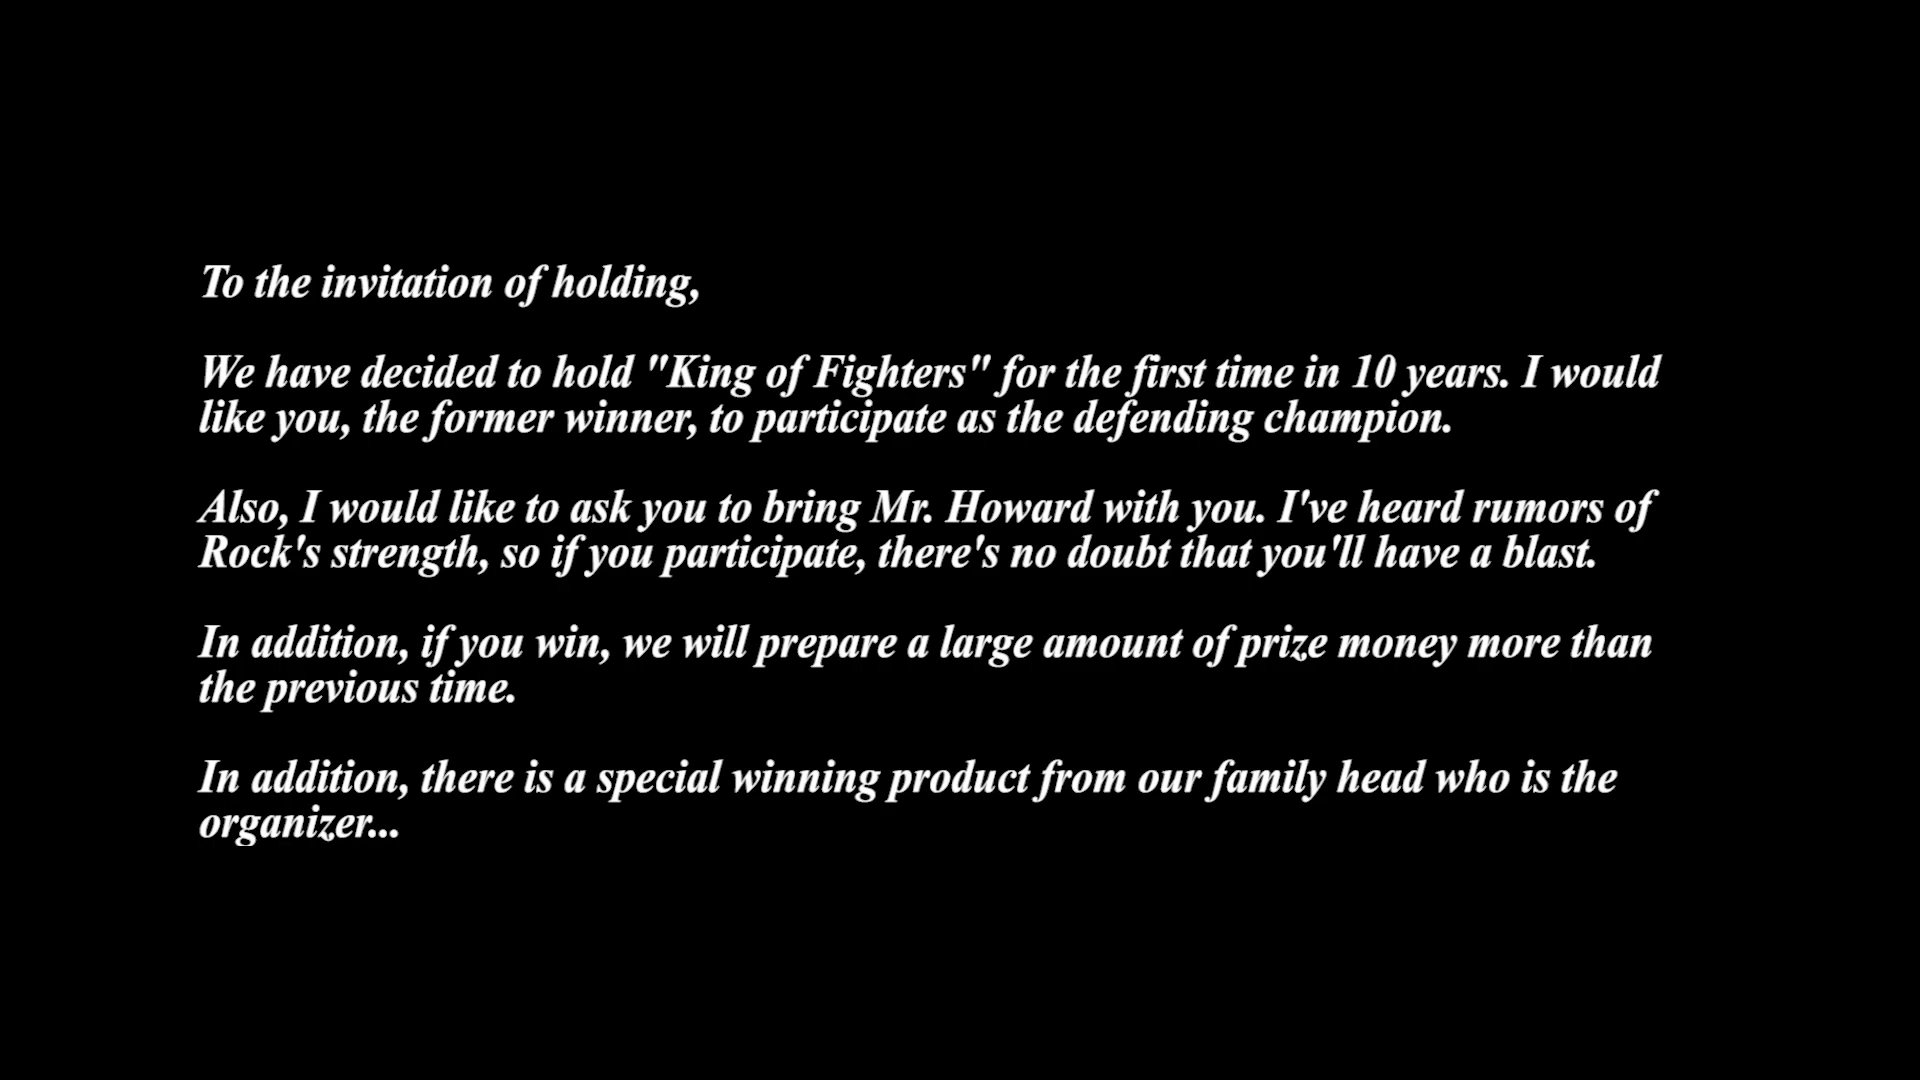 To the invitation of holding,
We have decided to hold "King of Fighters" for the first time in 10 years. I would
like you, the former winner, to participate as the defending champion.
Also, I would like to ask you to bring Mr. Howard with you. I've heard rumors of
Rock's strength, so if you participate, there's no doubt that you'll have a blast.
In addition, if you win, we will prepare a large amount of prize money more than
the previous time.
In addition, there is a special winning product from our family head who is the
organizer...